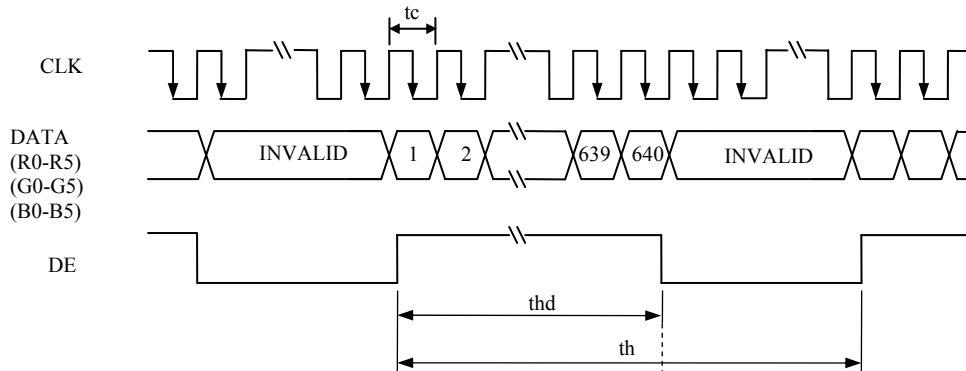 tc
CLK
DATA
(R0-R5)
(G0-G5)
(B0-B5)
INVALID 1 2 639 640 INVALID
DE
thd
th